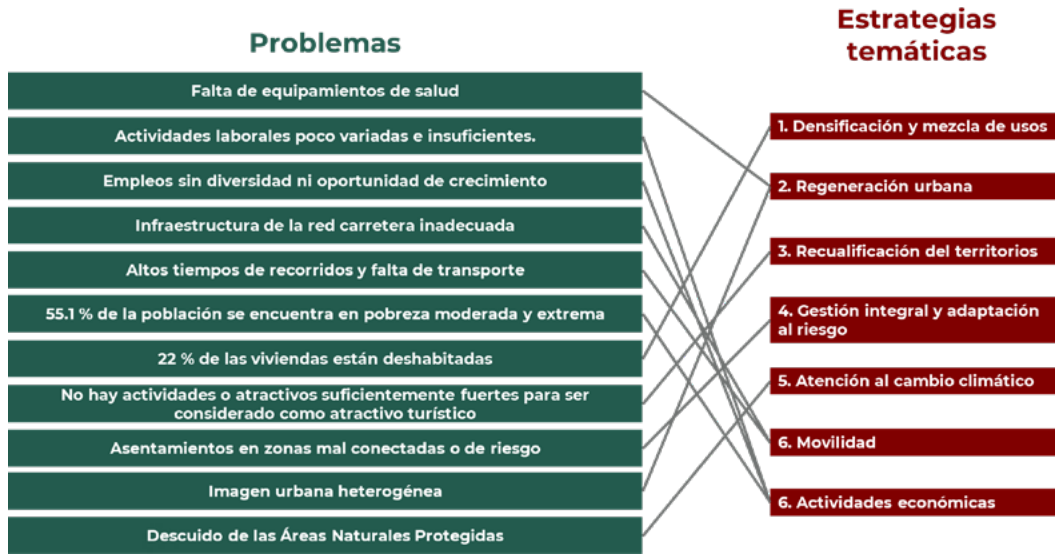 Problemas
Falta de equipamientos de salud
Actividades laborales poco variadas e insuficientes.
Empleos sin diversidad ni oportunidad de crecimiento
Infraestructura de la red carretera inadecuada
Altos tiempos de recorridos y falta de transporte
55.1 % de la población se encuentra en pobreza moderada y extrema
22 % de las viviendas están deshabitadas
No hay actividades o atractivos suficientemente fuertes para ser
considerado como atractivo turístico
Asentamientos en zonas mal conectadas o de riesgo
Imagen urbana heterogénea
Descuido de las Áreas Naturales Protegidas
Estrategias
temáticas
1. Densificación y mezcla de usos
2. Regeneración urbana
3. Recualificación del territorios
4. Gestión integral y adaptación
al riesgo
5. Atención al cambio climático
6. Movilidad
6. Actividades económicas